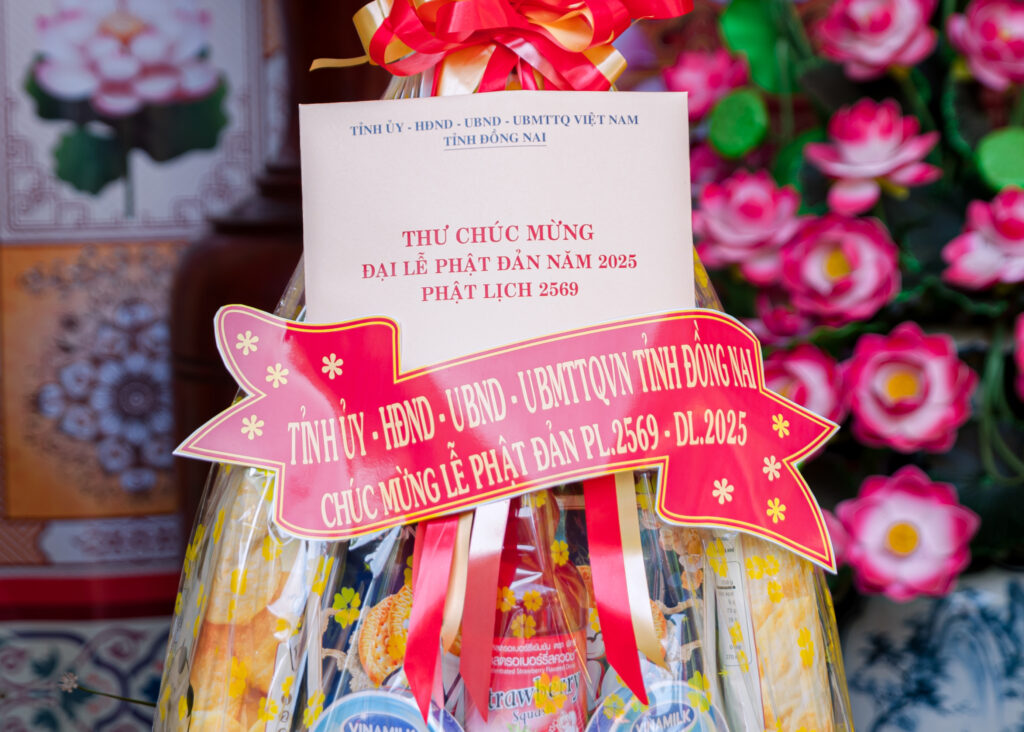 TỈNH ỦY - HĐND - UBND - UBMTTQ VIỆT NAM
TỈNH ĐỒNG NAI
THƯ CHÚC MỪNG
ĐẠI LỄ PHẬT ĐẢN NĂM 2025
PHẬT LỊCH 2569
TỈNH ỦY - HĐND - UBND - UBMTTQVN TỈNH ĐỒNG NAI
CHÚC MỪNG LỄ PHẬT ĐẢN PL.2569 - DL.2025
Strawberry
Squash
VINAMILK
VINAMILK